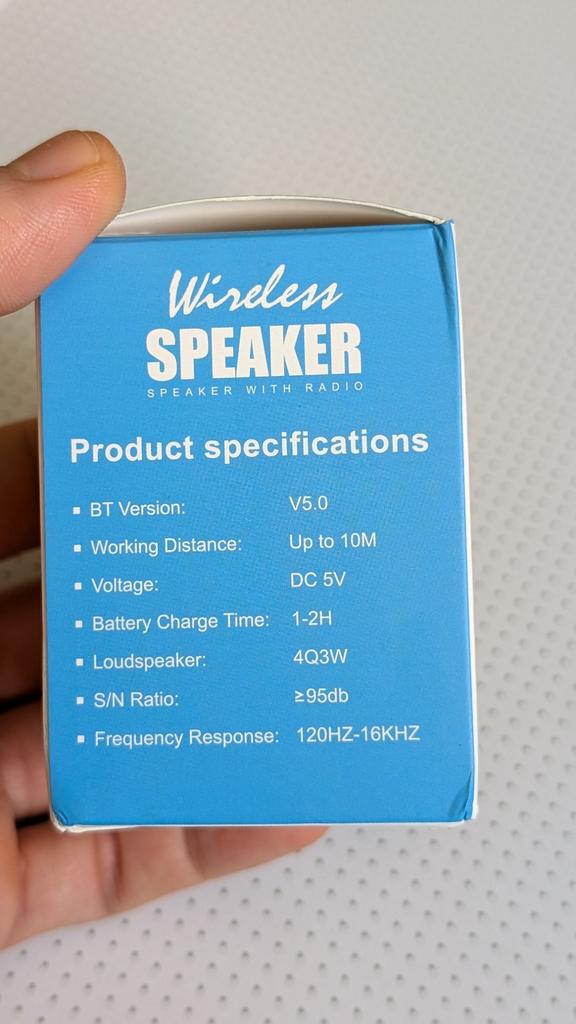 Wireless
SPEAKER
SPEAKER WITH RADIO
Product specifications
▪ BT Version: V5.0
▪ Working Distance: Up to 10M
▪ Voltage: DC 5V
▪ Battery Charge Time: 1-2H
▪ Loudspeaker: 4Q3W
▪ S/N Ratio: ≥95db
▪ Frequency Response: 120HZ-16KHZ